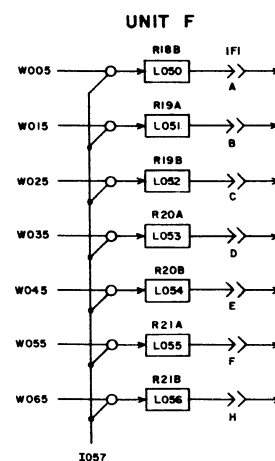 UNIT F
R18B 1F1
W005 L050
A
R19A
W015 L051
B
R19B
W025 L052
C
R20A
W035 L053
D
R20B
W045 L054
E
R21A
W055 L055
F
R21B
W065 L056
H
I057